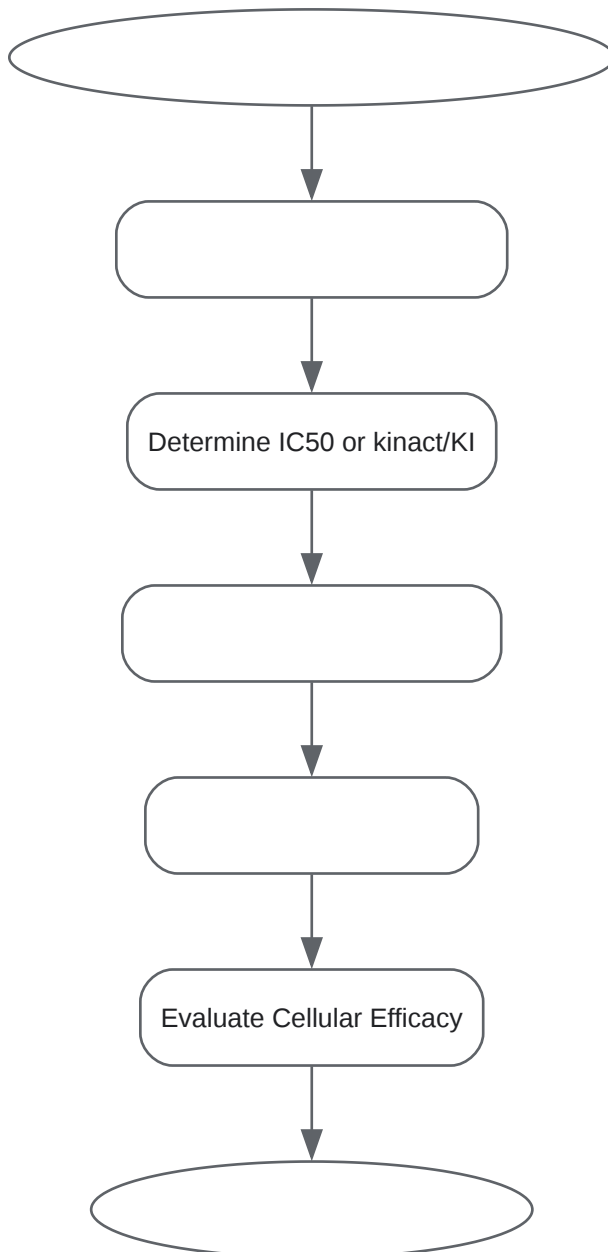 Determine IC50 or kinact/KI
Evaluate Cellular Efficacy